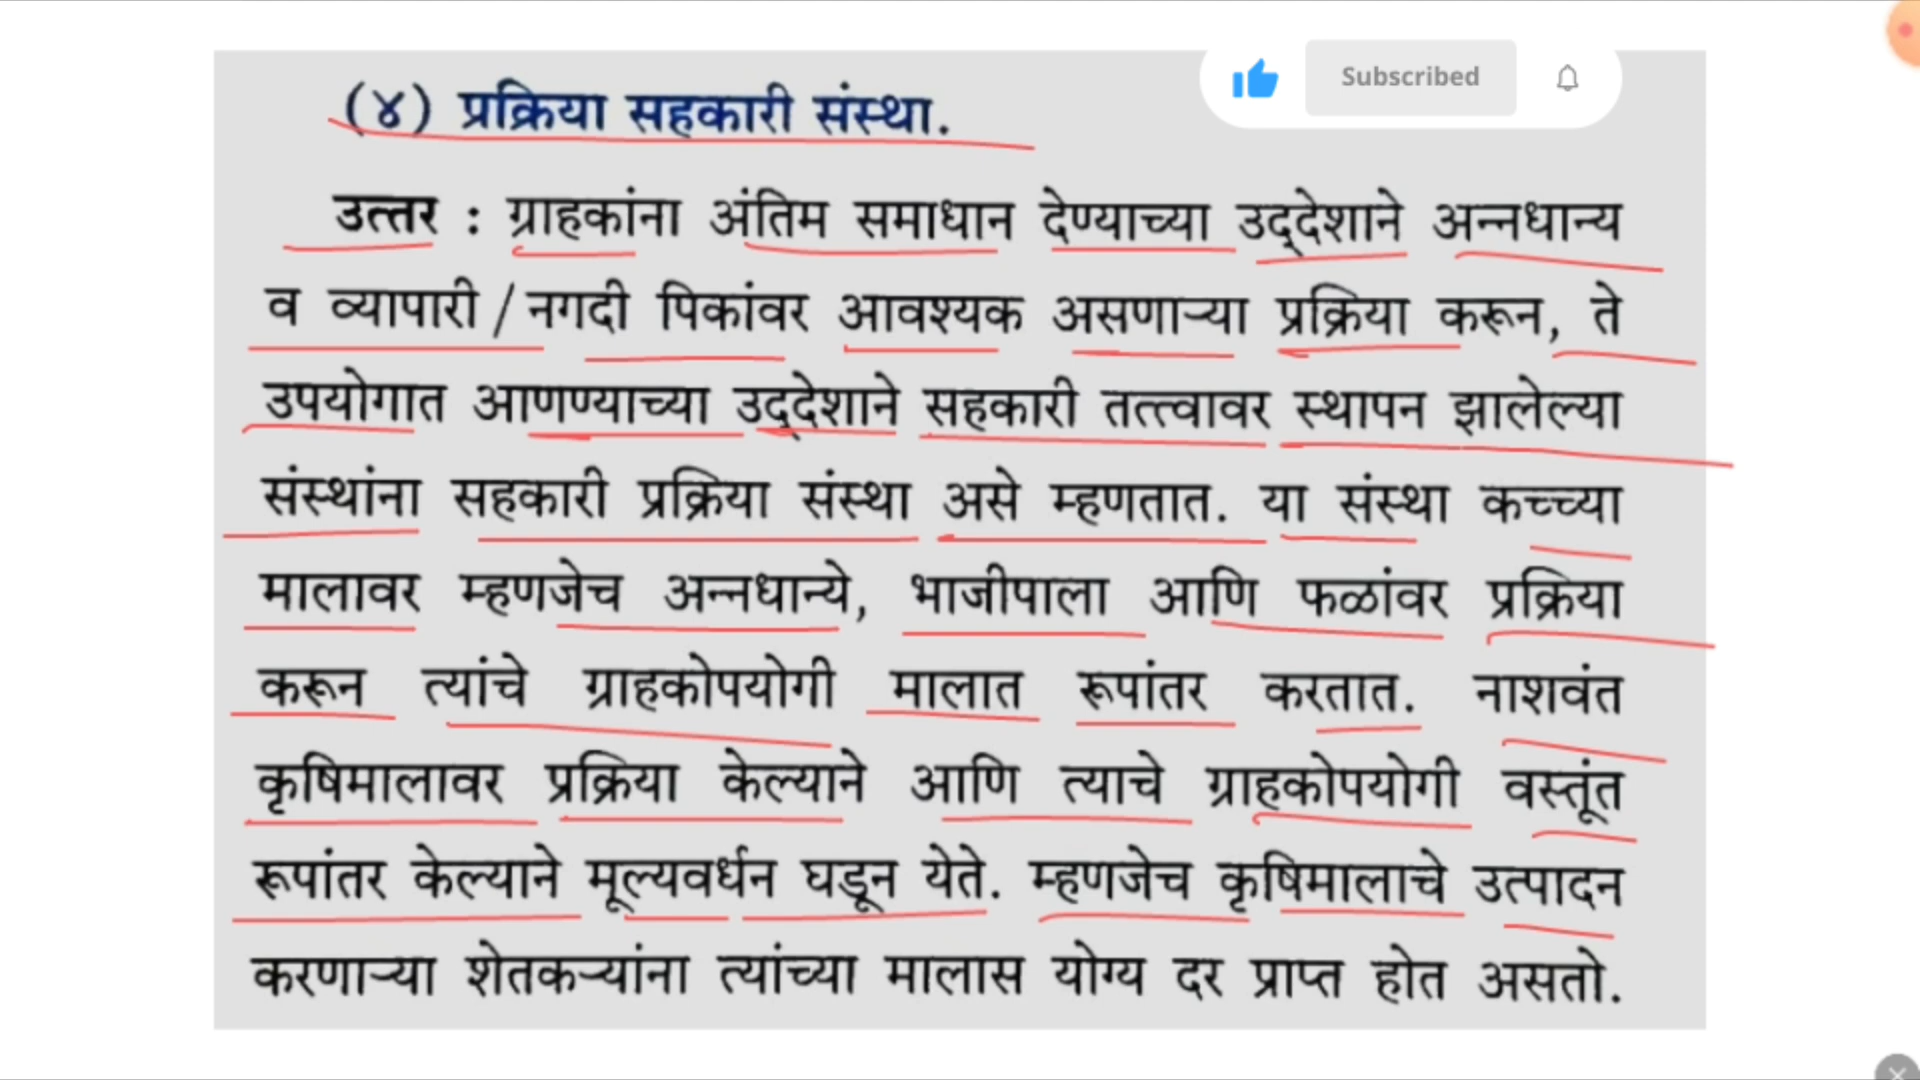 Subscribed
(४) प्रक्रिया सहकारी संस्था.
उत्तर : ग्राहकांना अंतिम समाधान देण्याच्या उद्देशाने अन्नधान्य
व व्यापारी / नगदी पिकांवर आवश्यक असणाऱ्या प्रक्रिया करून, ते
उपयोगात आणण्याच्या उद्देशाने सहकारी तत्त्वावर स्थापन झालेल्या
संस्थांना सहकारी प्रक्रिया संस्था असे म्हणतात. या संस्था कच्च्या
मालावर म्हणजेच अन्नधान्ये, भाजीपाला आणि फळांवर प्रक्रिया
करून त्यांचे ग्राहकोपयोगी मालात रूपांतर करतात. नाशवंत
कृषिमालावर प्रक्रिया केल्याने आणि त्याचे ग्राहकोपयोगी वस्तूंत
रूपांतर केल्याने मूल्यवर्धन घडून येते. म्हणजेच कृषिमालाचे उत्पादन
करणाऱ्या शेतकऱ्यांना त्यांच्या मालास योग्य दर प्राप्त होत असतो.